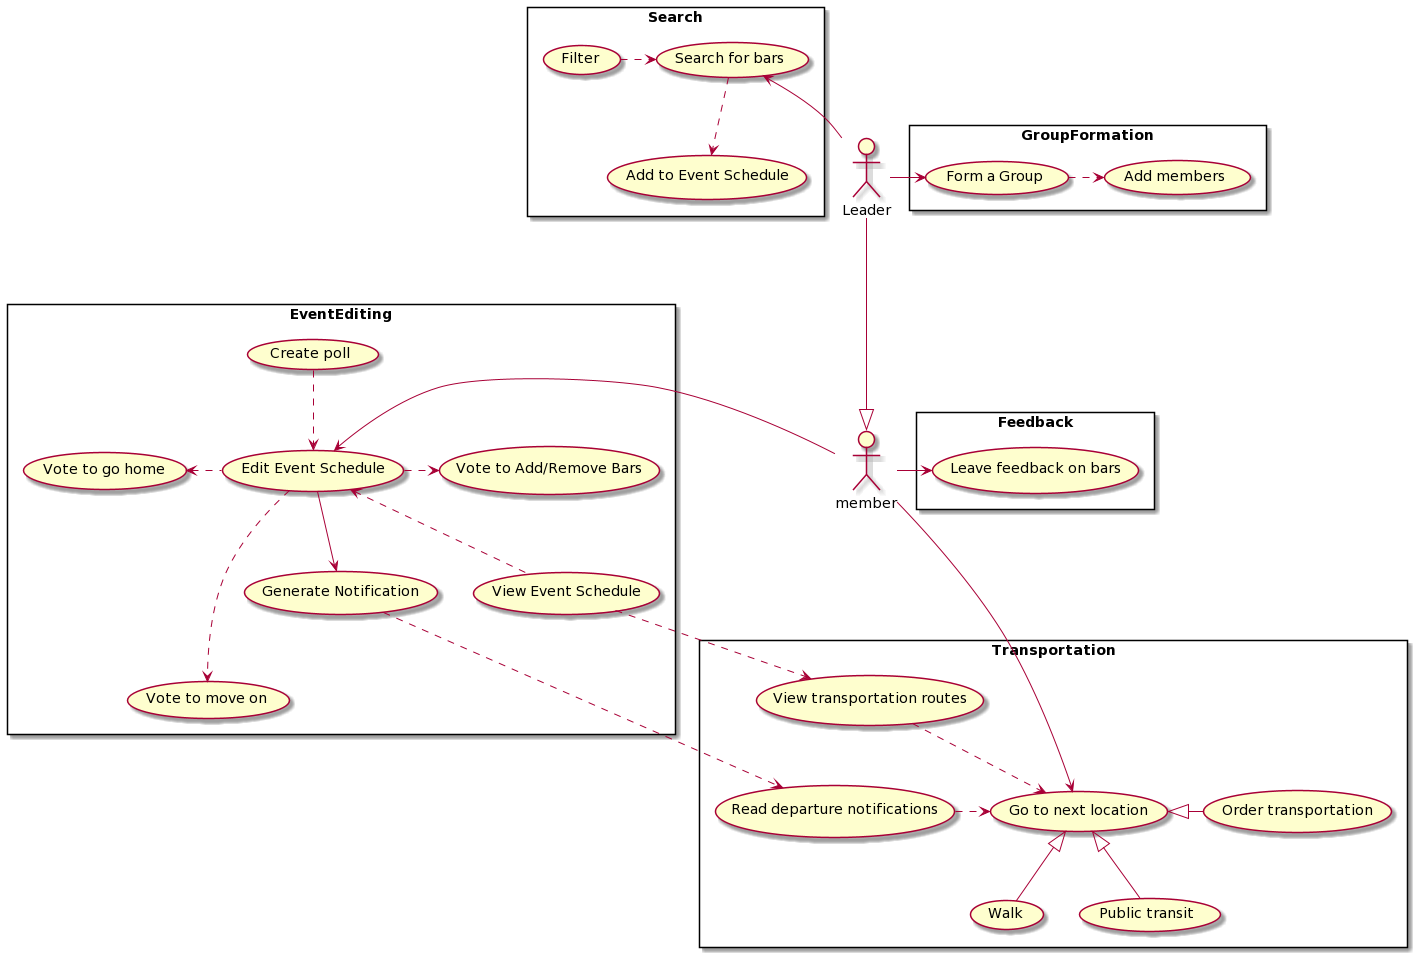 Search
Filter
Search for bars
Add to Event Schedule
Leader
GroupFormation
Form a Group
Add members
EventEditing
Create poll
Vote to go home
Edit Event Schedule
Vote to Add/Remove Bars
Generate Notification
View Event Schedule
Vote to move on
member
Feedback
Leave feedback on bars
Transportation
View transportation routes
Read departure notifications
Go to next location
Order transportation
Walk
Public transit